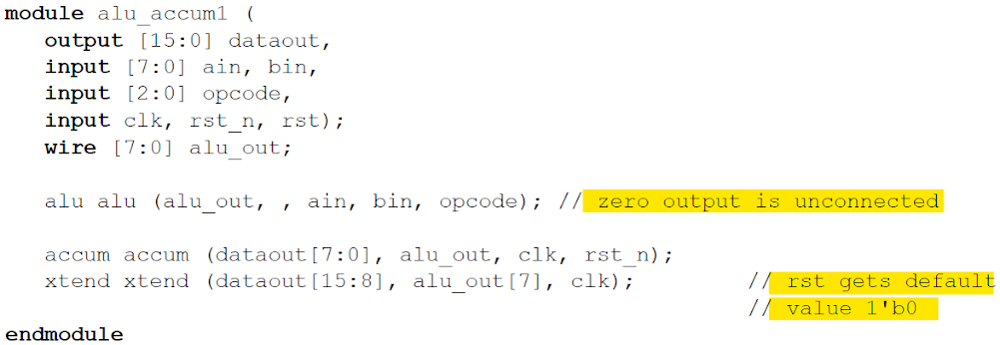 module alu_accum1 (
output [15:0] dataout,
input [7:0] ain, bin,
input [2:0] opcode,
input clk, rst_n, rst);
wire [7:0] alu_out;
alu alu (alu_out, , ain, bin, opcode); // zero output is unconnected
accum accum (dataout[7:0], alu_out, clk, rst_n);
xtend xtend (dataout[15:8], alu_out[7], clk); // rst gets default
// value 1'b0
endmodule